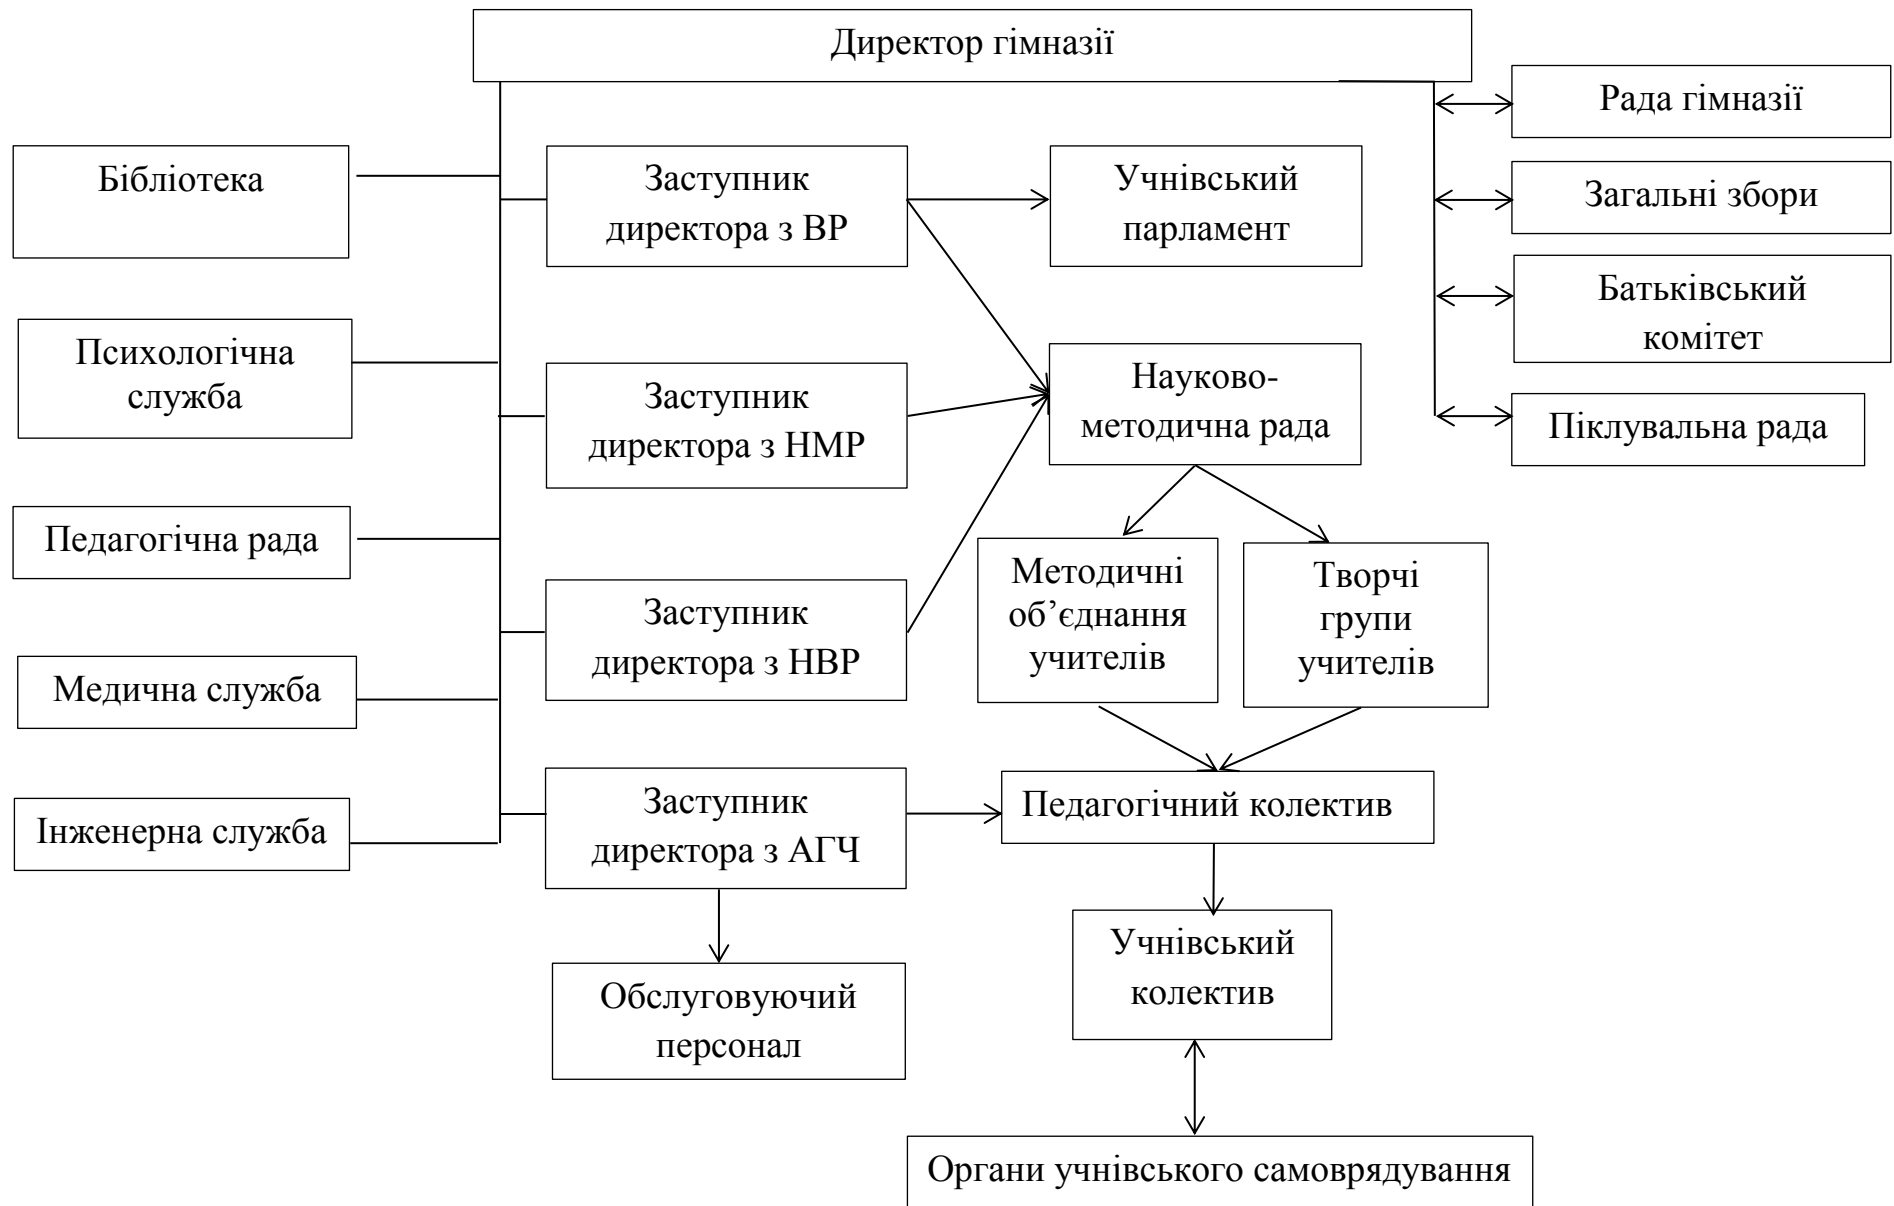 Директор гімназії
Рада гімназії
Бібліотека
Заступник
директора з ВР
Учнівський
парламент
Загальні збори
Батьківський
комітет
Психологічна
служба
Заступник
директора з НМР
Науково-
методична рада
Піклувальна рада
Педагогічна рада
Заступник
директора з НВР
Методичні
об’єднання
учителів
Творчі
групи
учителів
Медична служба
Інженерна служба
Заступник
директора з АГЧ
Педагогічний колектив
Обслуговуючий
персонал
Учнівський
колектив
Органи учнівського самоврядування